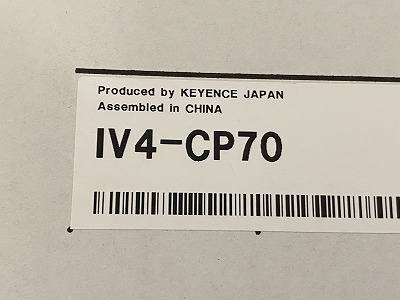 Produced by KEYENCE JAPAN
Assembled in CHINA
IV4-CP70